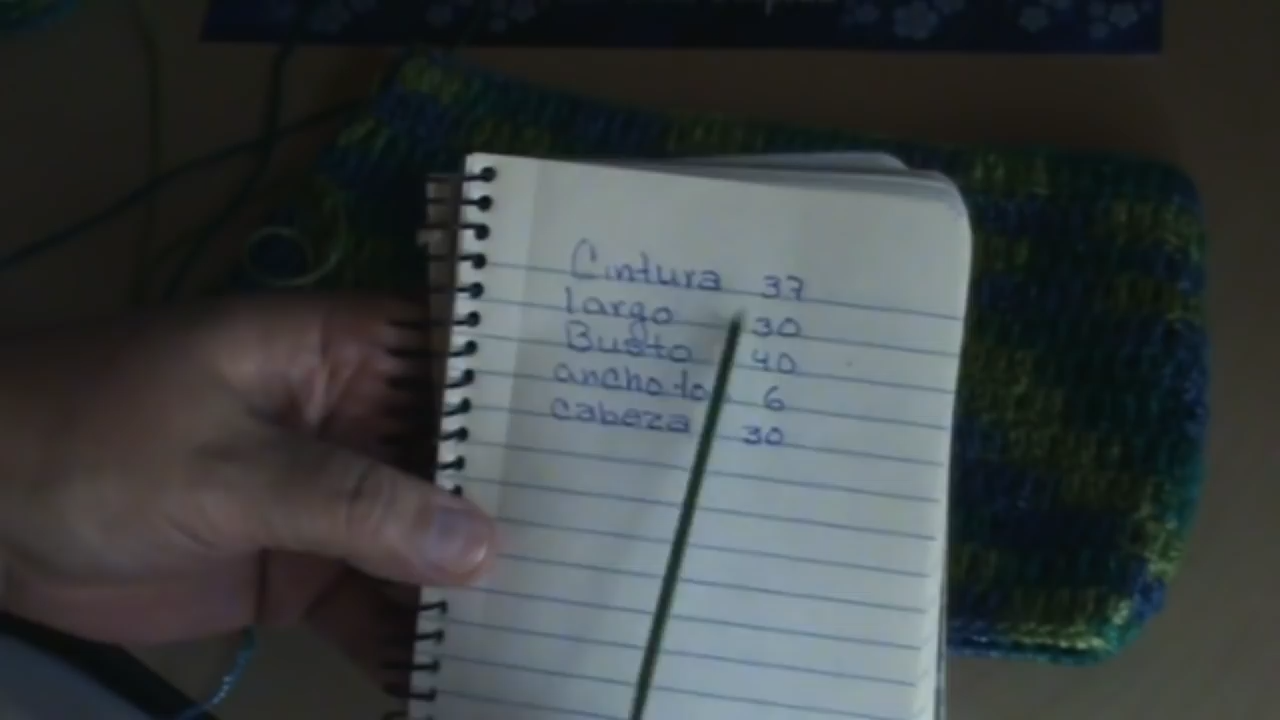 Cintura 37
largo 30
Busto 40
ancho 6
cabeza 30